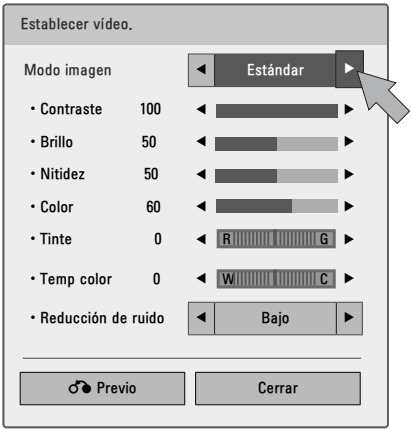 Establecer vídeo.
Modo imagen ◄ Estándar ►
• Contraste 100 ◄ ►
• Brillo 50 ◄ ►
• Nitidez 50 ◄ ►
• Color 60 ◄ ►
• Tinte 0 ◄ R G ►
• Temp color 0 ◄ W C ►
• Reducción de ruido ◄ Bajo ►
Previo Cerrar